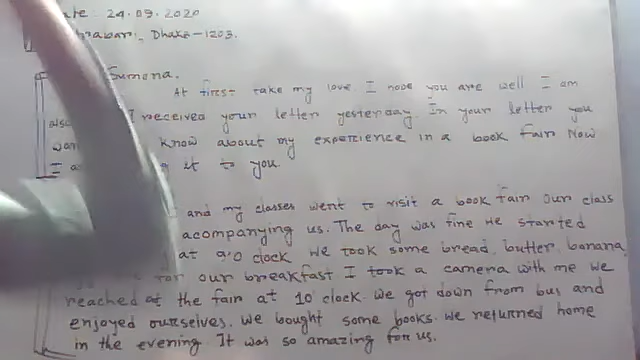 ate : 24.09.2020
Dhaka-1203.
Sumona.
At first take my love. I hope you are well I am
I received your letter yesterday. In your letter you
know about my experience in a book fair Now
it to you.
and my classes went to visit a book fair our class
acompanying us. The day was fine He started
at 9.0 clock we took some bread, butter, banana
for our breakfast I took a camera with me we
reached at the fair at 10 clock. we got down from bus and
enjoyed ourselves. we bought some books. we returned home
in the evening. It was so amazing for us.